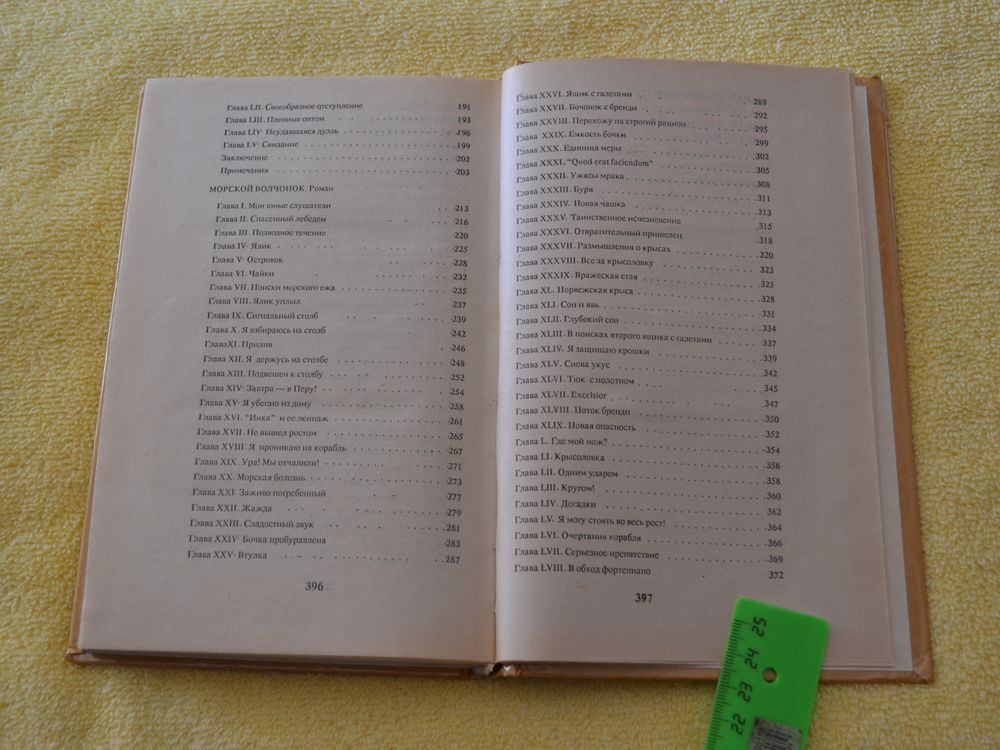 Глава LII. Своеобразное отступление 191
Глава LIII. Пленные оптом 193
Глава LIV Неудавшаяся дуэль 196
Глава LV· Свидание 199
Заключение 202
Примечания 203
МОРСКОЙ ВОЛЧОНОК. Роман
Глава I. Мои юные слушатели 213
Глава II. Спасенный лебедем 216
Глава III. Подводное течение 220
Глава IV· Ялик 225
Глава V· Островок 228
Глава VI. Чайки 232
Глава VII. Поиски морского ежа 235
Глава VIII. Ялик уплыл 237
Глава IX. Сигнальный столб 239
Глава X. Я взбираюсь на столб 242
ГлаваXI. Прилив 246
Глава XII. Я держусь на столбе 248
Глава XIII. Подвешен к столбу 252
Глава XIV· Завтра — в Перу! 254
Глава XV· Я убегаю из дому 258
Глава XVI. "Инка" и ее экипаж 261
Глава XVII. Не вышел ростом 265
Глава XVIII. Я проникаю на корабль 267
Глава XIX. Ура! Мы отчалили! 271
Глава XX. Морская болезнь 273
Глава XXI· Заживо погребенный 277
Глава XXII. Жажда 279
Глава XXIII. Сладостный звук 281
Глава XXIV· Бочка пробуравлена 283
Глава XXV· Втулка 287
396
Глава XXVI. Ящик с галетами 289
Глава XXVII. Бочонок с бренди 292
Глава XXVIII. Перехожу на строгий рацион 295
Глава XXIX. Емкость бочки 299
Глава XXX. Единица меры 302
Глава XXXI. "Quod erat faciendum" 305
Глава XXXII. Ужасы мрака 308
Глава XXXIII. Буря 311
Глава XXXIV. Новая чашка 313
Глава XXXV. Таинственное исчезновение 315
Глава XXXVI. Отвратительный пришелец 318
Глава XXXVII. Размышления о крысах 320
Глава XXXVIII. Все за крысоловку 323
Глава XXXIX. Вражеская стая 325
Глава XL. Норвежская крыса 328
Глава XLI. Сон и явь 331
Глава XLII. Глубокий сон 334
Глава XLIII. В поисках второго ящика с галетами 337
Глава XLIV. Я защищаю крошки 339
Глава XLV. Снова укус 342
Глава XLVI. Тюк с полотном 345
Глава XLVII. Excelsior 347
Глава XLVIII. Поток бренди 350
Глава XLIX. Новая опасность 352
Глава L. Где мой нож? 354
Глава LI. Крысоловка 356
Глава LII. Одним ударом 358
Глава LIII. Кругом! 360
Глава LIV. Догадки 362
Глава LV. Я могу стоять во весь рост! 364
Глава LVI. Очертания корабля 366
Глава LVII. Серьезное препятствие 369
Глава LVIII. В обход фортепиано 372
397
22 23 24 25